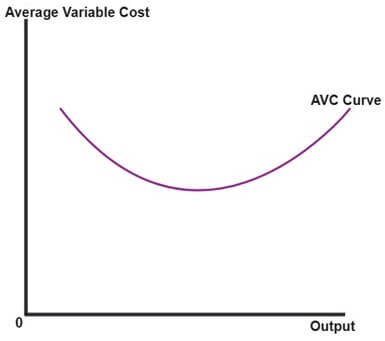 Average Variable Cost
AVC Curve
0
Output